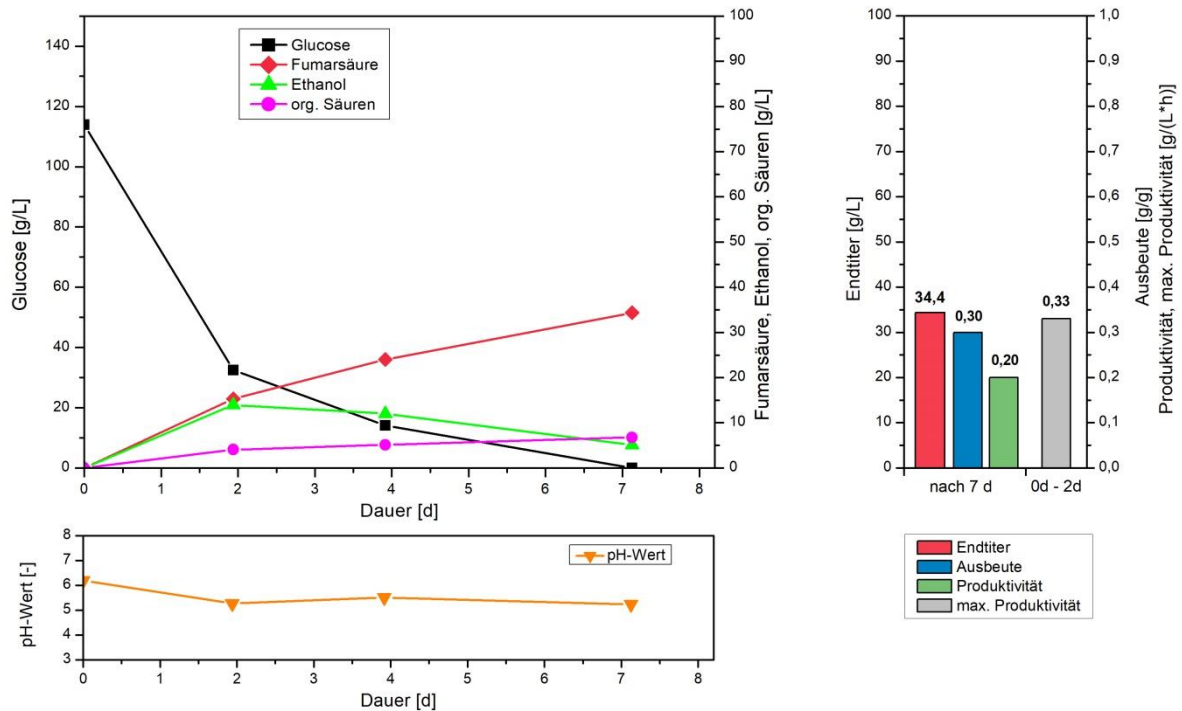 Glucose
Fumarsäure
Ethanol
org. Säuren
140
120
100
80
60
40
20
0
Glucose [g/L]
100
90
80
70
60
50
40
30
20
10
0
Fumarsäure, Ethanol, org. Säuren [g/L]
0 1 2 3 4 5 6 7 8
Dauer [d]
100
90
80
70
60
50
40
30
20
10
0
Endtiter [g/L]
34,4
0,30
0,20
0,33
1,0
0,9
0,8
0,7
0,6
0,5
0,4
0,3
0,2
0,1
0,0
Ausbeute [g/g]
Produktivität, max. Produktivität [g/(L*h)]
nach 7 d 0d - 2d
8
7
6
5
4
3
pH-Wert [-]
pH-Wert
0 1 2 3 4 5 6 7 8
Dauer [d]
Endtiter
Ausbeute
Produktivität
max. Produktivität